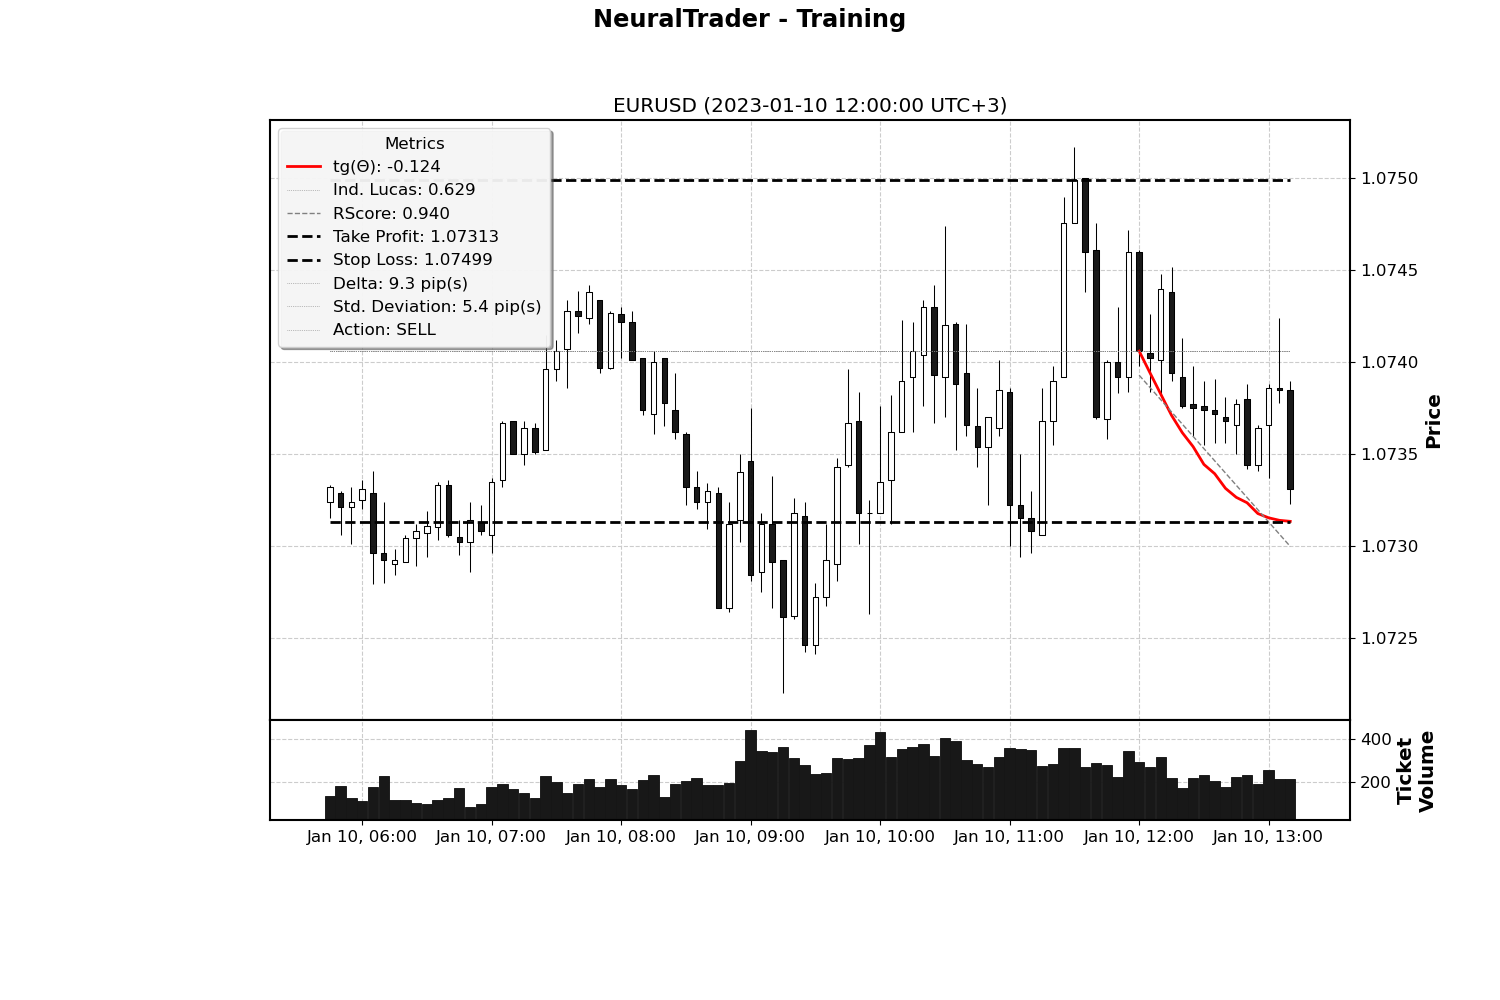 NeuralTrader - Training
EURUSD (2023-01-10 12:00:00 UTC+3)
Metrics
tg(Θ): -0.124
Ind. Lucas: 0.629
RScore: 0.940
Take Profit: 1.07313
Stop Loss: 1.07499
Delta: 9.3 pip(s)
Std. Deviation: 5.4 pip(s)
Action: SELL
1.0750
1.0745
1.0740
1.0735
1.0730
1.0725
Price
400
200
Ticket
Volume
Jan 10, 06:00
Jan 10, 07:00
Jan 10, 08:00
Jan 10, 09:00
Jan 10, 10:00
Jan 10, 11:00
Jan 10, 12:00
Jan 10, 13:00